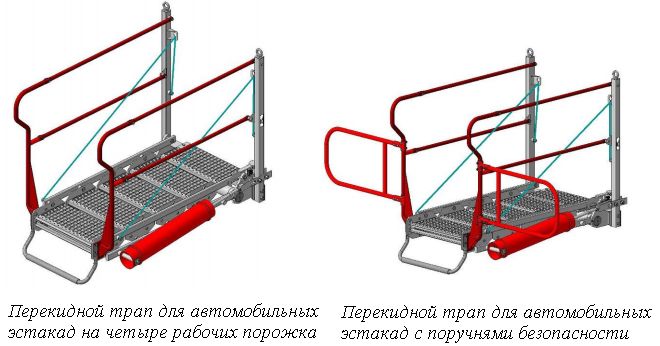 Перекидной трап для автомобильных
эстакад на четыре рабочих порожка
Перекидной трап для автомобильных
эстакад с поручнями безопасности